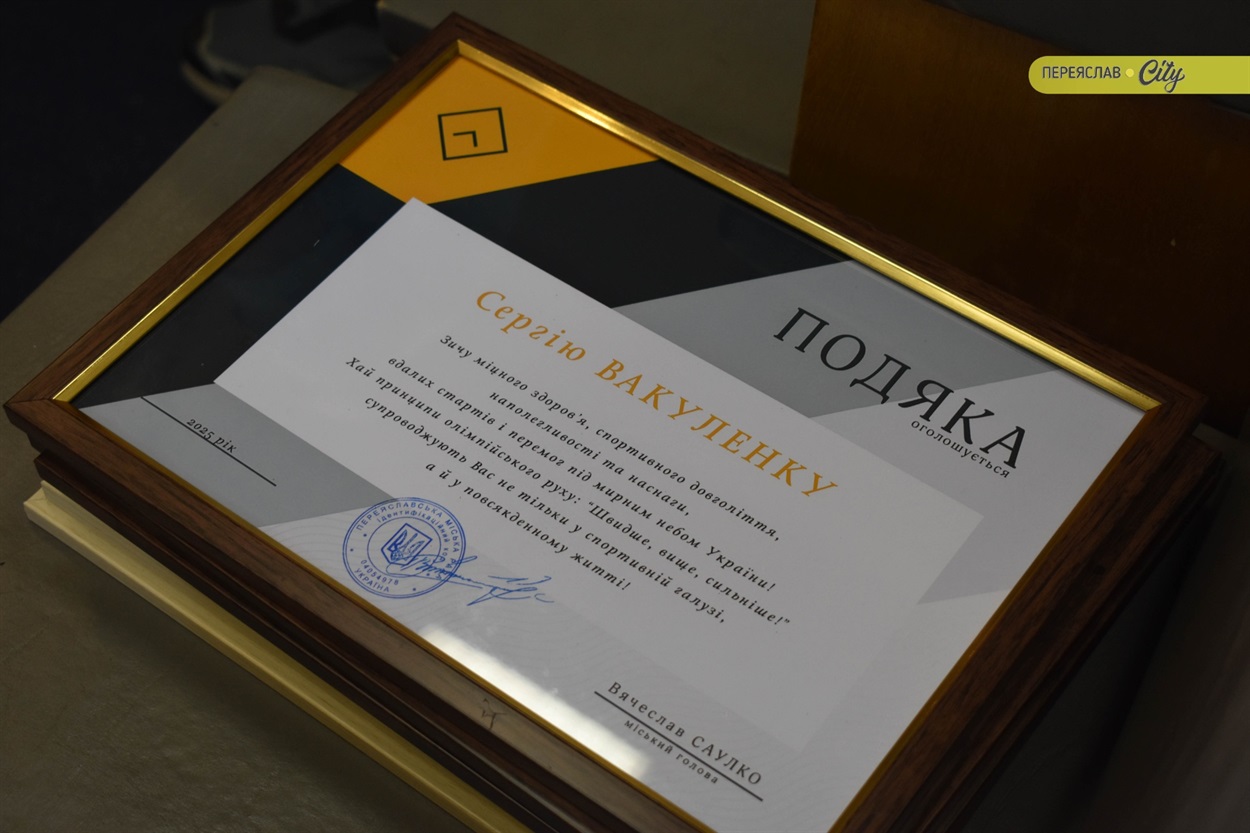 ПЕРЕЯСЛАВ City
ПОДЯКА
оголошується
Сергію ВАКУЛЕНКУ
Зичу міцного здоров'я, спортивного довголіття,
наполегливості та наснаги,
вдалих стартів і перемог під мирним небом України!
Хай принципи олімпійського руху: “Швидше, вище, сильніше!”
супроводжують Вас не тільки у спортивній галузі,
а й у повсякденному житті!
2025 рік
ПЕРЕЯСЛАВСЬКА МІСЬКА
ідентифікаційний
04054978
УКРАЇНА
Вячеслав САУЛКО
міський голова